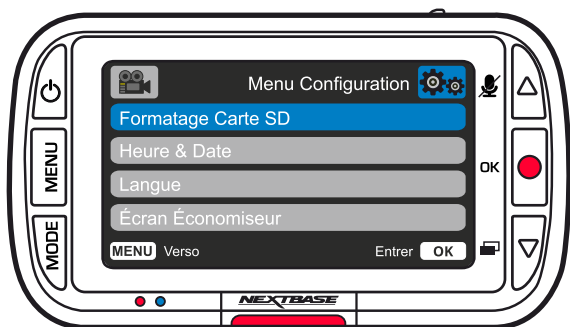 Menu Configuration
Formatage Carte SD
MENU
Heure & Date
OK
Langue
Écran Économiseur
MODE
MENU Verso Entrer OK
NEXTBASE